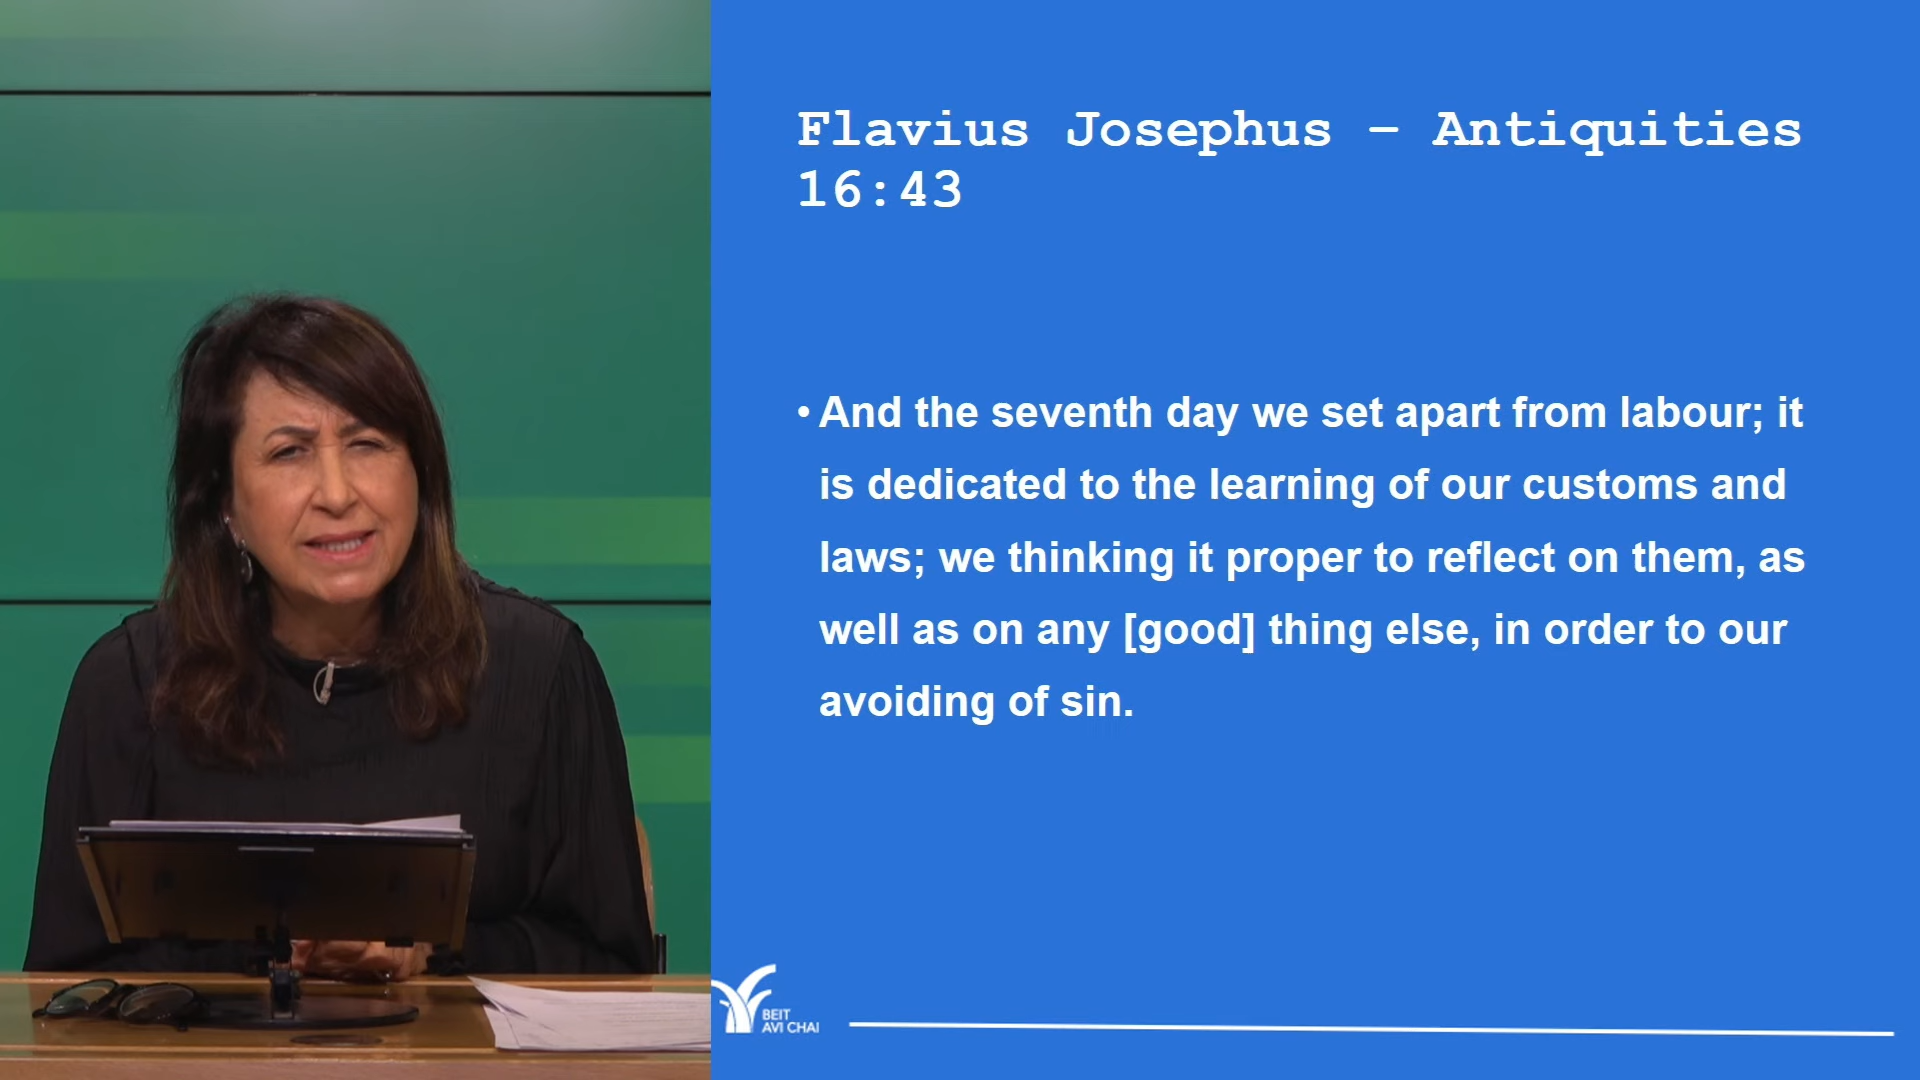 Flavius Josephus – Antiquities
16:43
• And the seventh day we set apart from labour; it
is dedicated to the learning of our customs and
laws; we thinking it proper to reflect on them, as
well as on any [good] thing else, in order to our
avoiding of sin.
BEIT
AVI CHAI